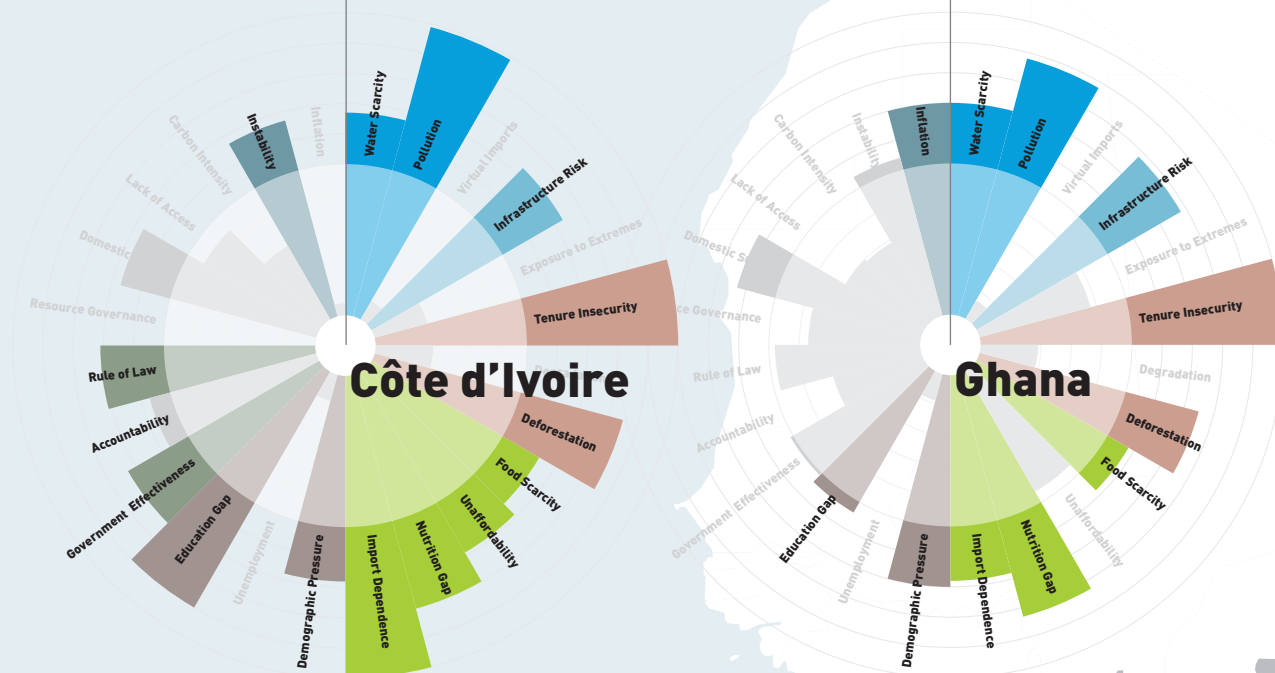 Inflation
Instability
Carbon Intensity
Lack of Access
Domestic
Resource Governance
Rule of Law
Accountability
Government Effectiveness
Education Gap
Unemployment
Demographic Pressure
Import Dependence
Nutrition Gap
Unaffordability
Food Scarcity
Deforestation
Tenure Insecurity
Exposure to Extremes
Infrastructure Risk
Virtual Imports
Pollution
Water Scarcity
Côte d’Ivoire
Inflation
Instability
Carbon Intensity
Lack of Access
Domestic
Governance
Rule of Law
Accountability
Government Effectiveness
Education Gap
Unemployment
Demographic Pressure
Import Dependence
Nutrition Gap
Unaffordability
Food Scarcity
Deforestation
Degradation
Tenure Insecurity
Exposure to Extremes
Infrastructure Risk
Virtual Imports
Pollution
Water Scarcity
Ghana